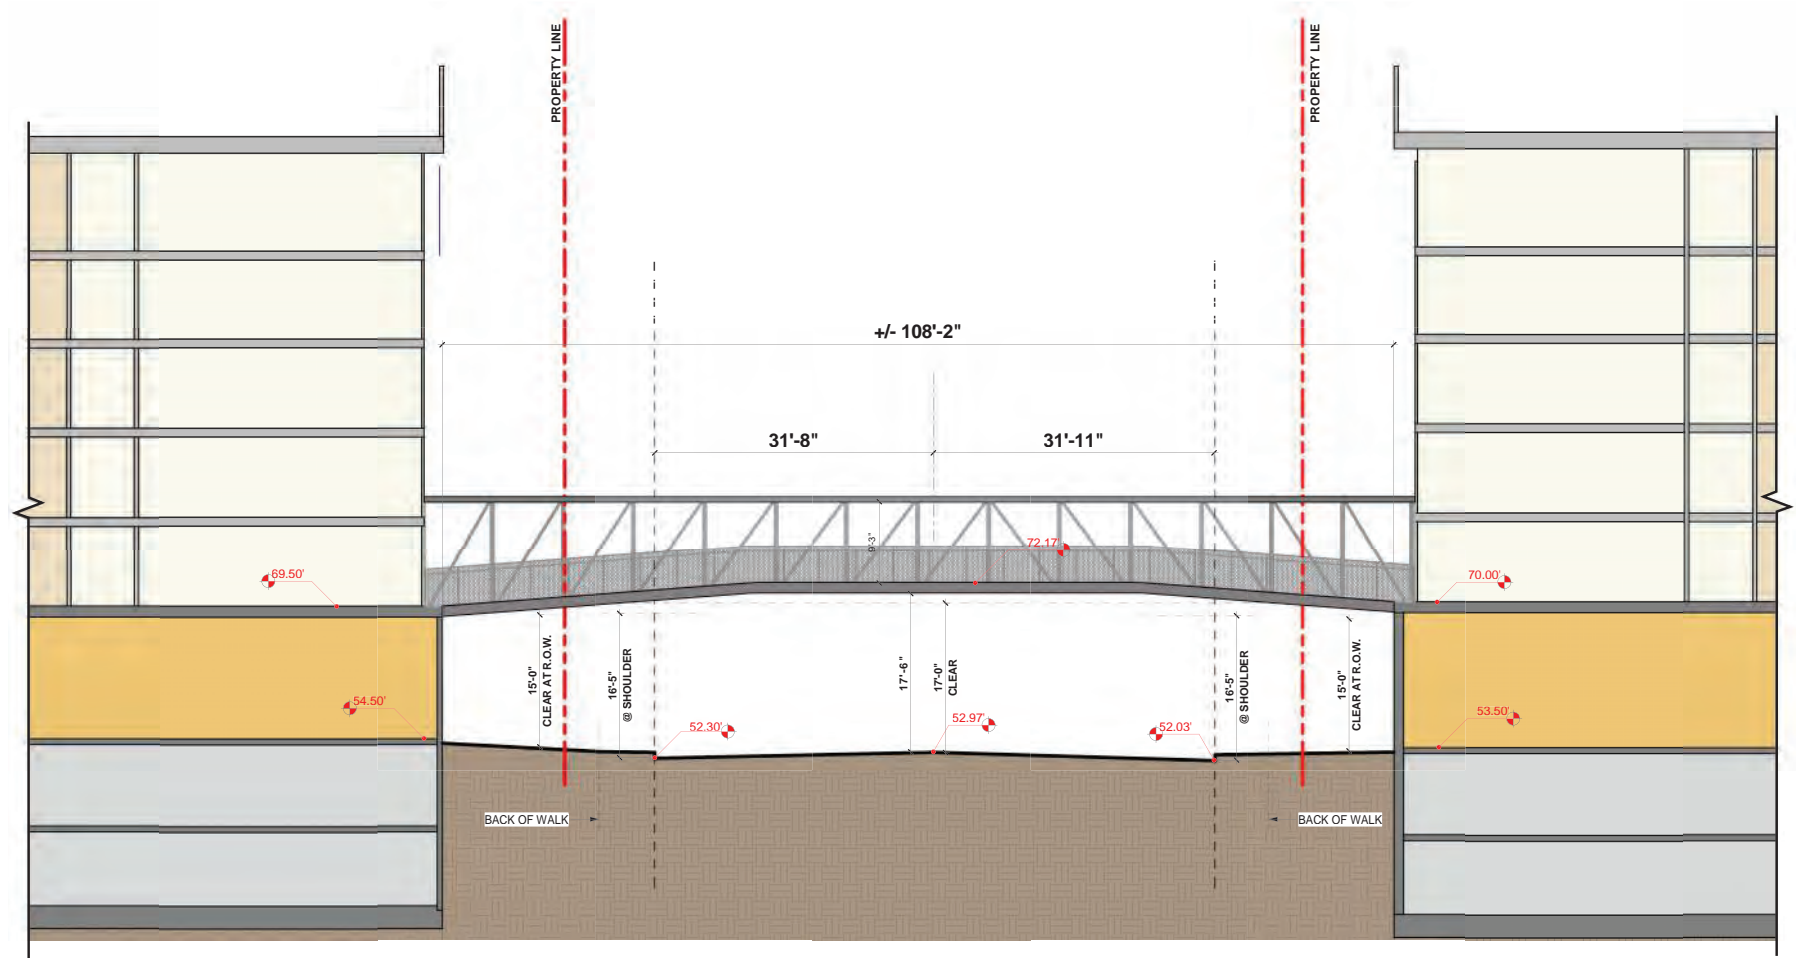 PROPERTY LINE
PROPERTY LINE
+/- 108'-2"
31'-8"
31'-11"
9'-3"
72.17'
69.50'
70.00'
15'-0"
CLEAR AT R.O.W.
16'-5"
@ SHOULDER
17'-6"
17'-0"
CLEAR
16'-5"
@ SHOULDER
15'-0"
CLEAR AT R.O.W.
54.50'
52.30'
52.97'
52.03'
53.50'
BACK OF WALK
BACK OF WALK